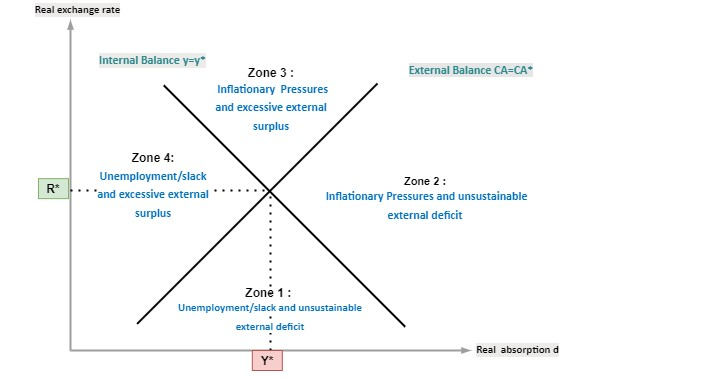 Real exchange rate
Internal Balance y=y*
External Balance CA=CA*
Zone 3 :
Inflationary Pressures
and excessive external
surplus
Zone 4:
Unemployment/slack
and excessive external
surplus
R*
Zone 2 :
Inflationary Pressures and unsustainable
external deficit
Zone 1 :
Unemployment/slack and unsustainable
external deficit
Y*
Real absorption d